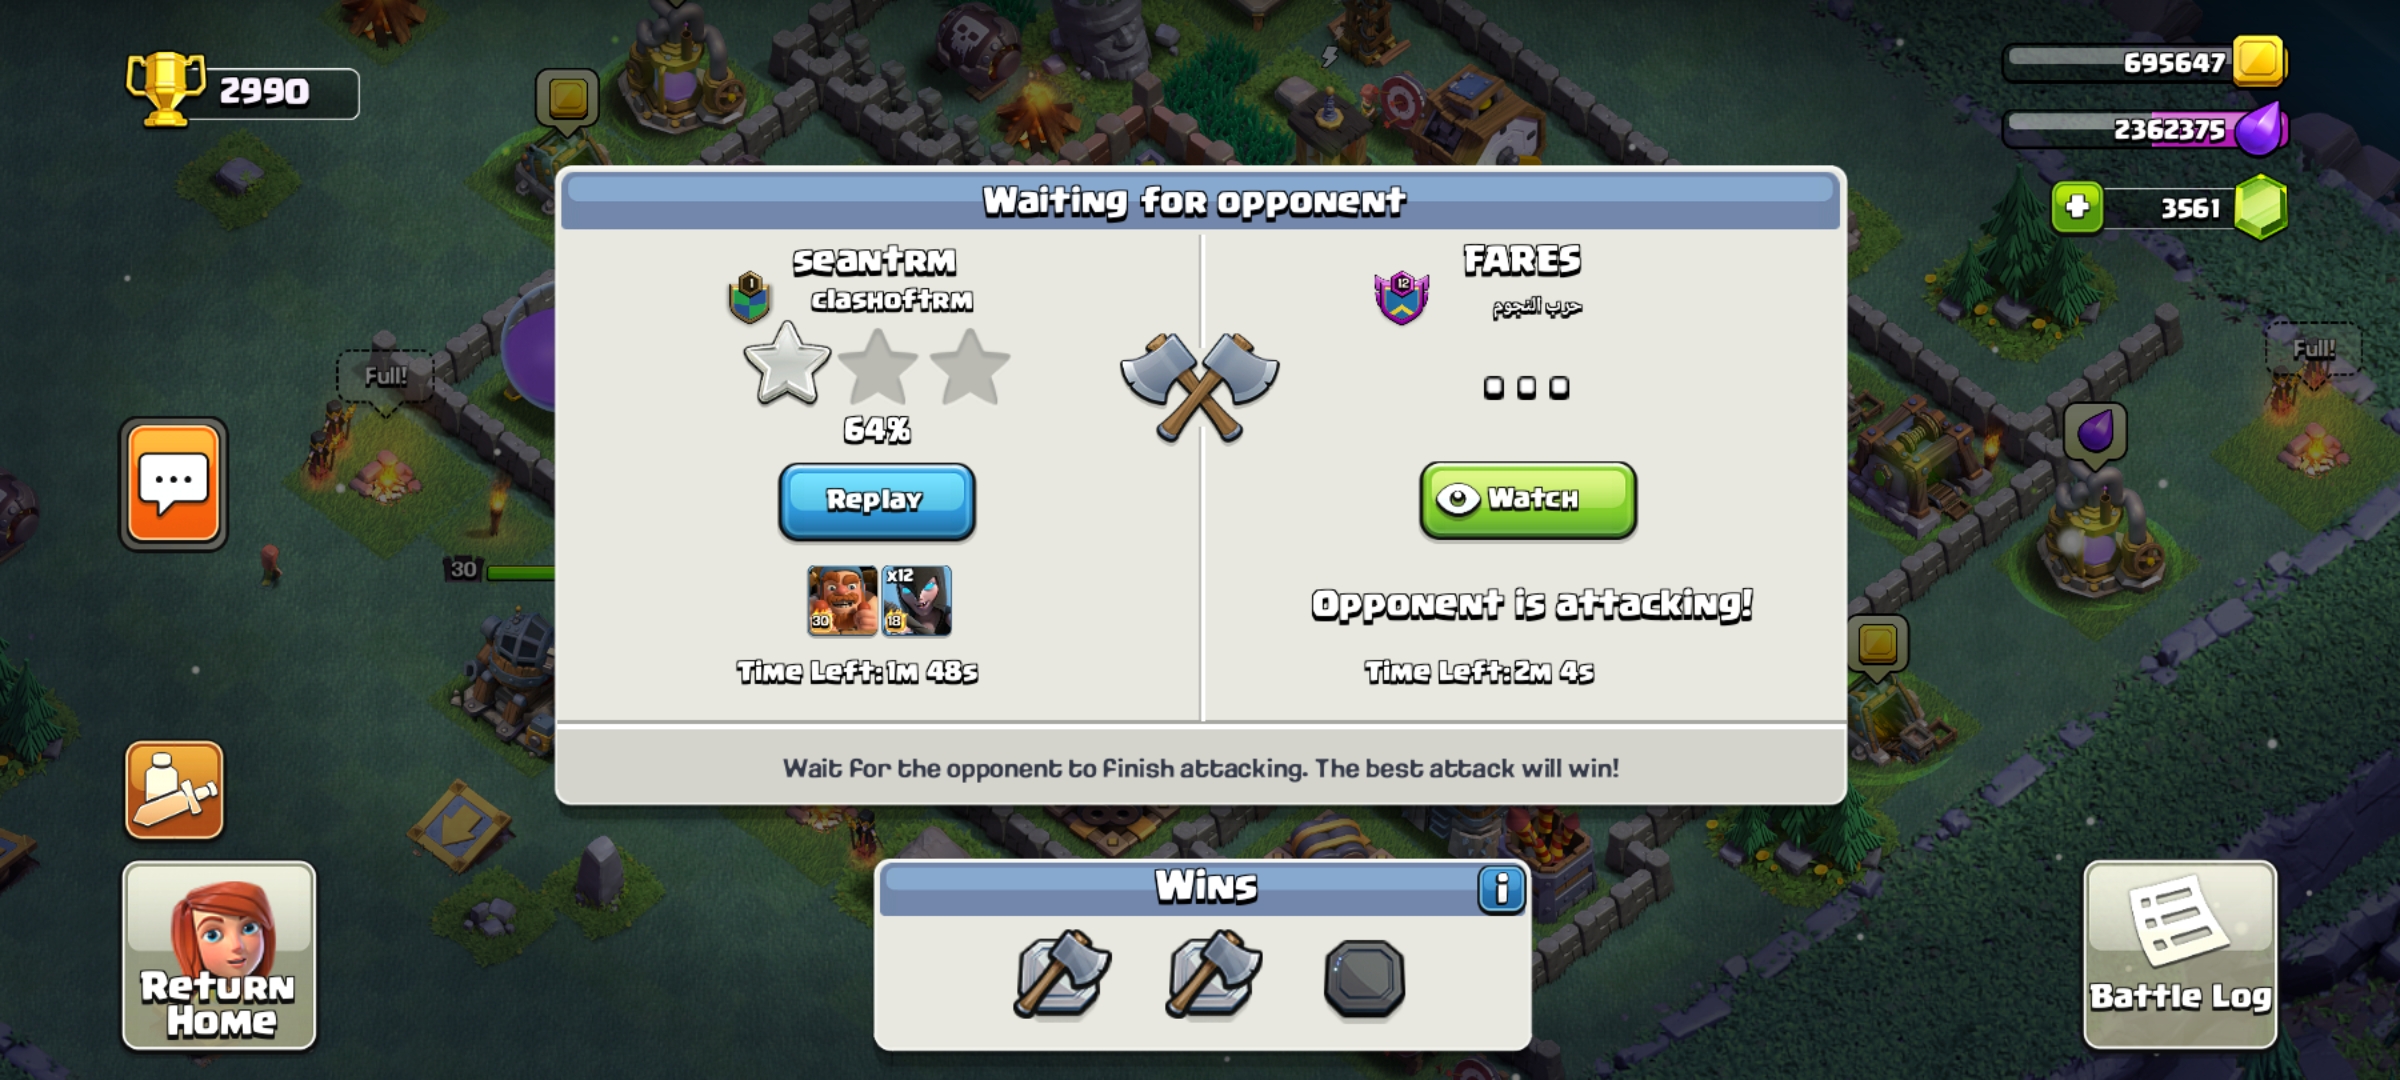 2990
695647
2362375
3561
Waiting for opponent
seantrm
1
clashoftrm
64%
Replay
x12
30
18
Time Left: 1m 48s
FARES
12
حرب النجوم
Watch
Opponent is attacking!
Time Left: 2m 4s
Wait for the opponent to finish attacking. The best attack will win!
Full!
Full!
30
Wins
i
Return
Home
Battle Log